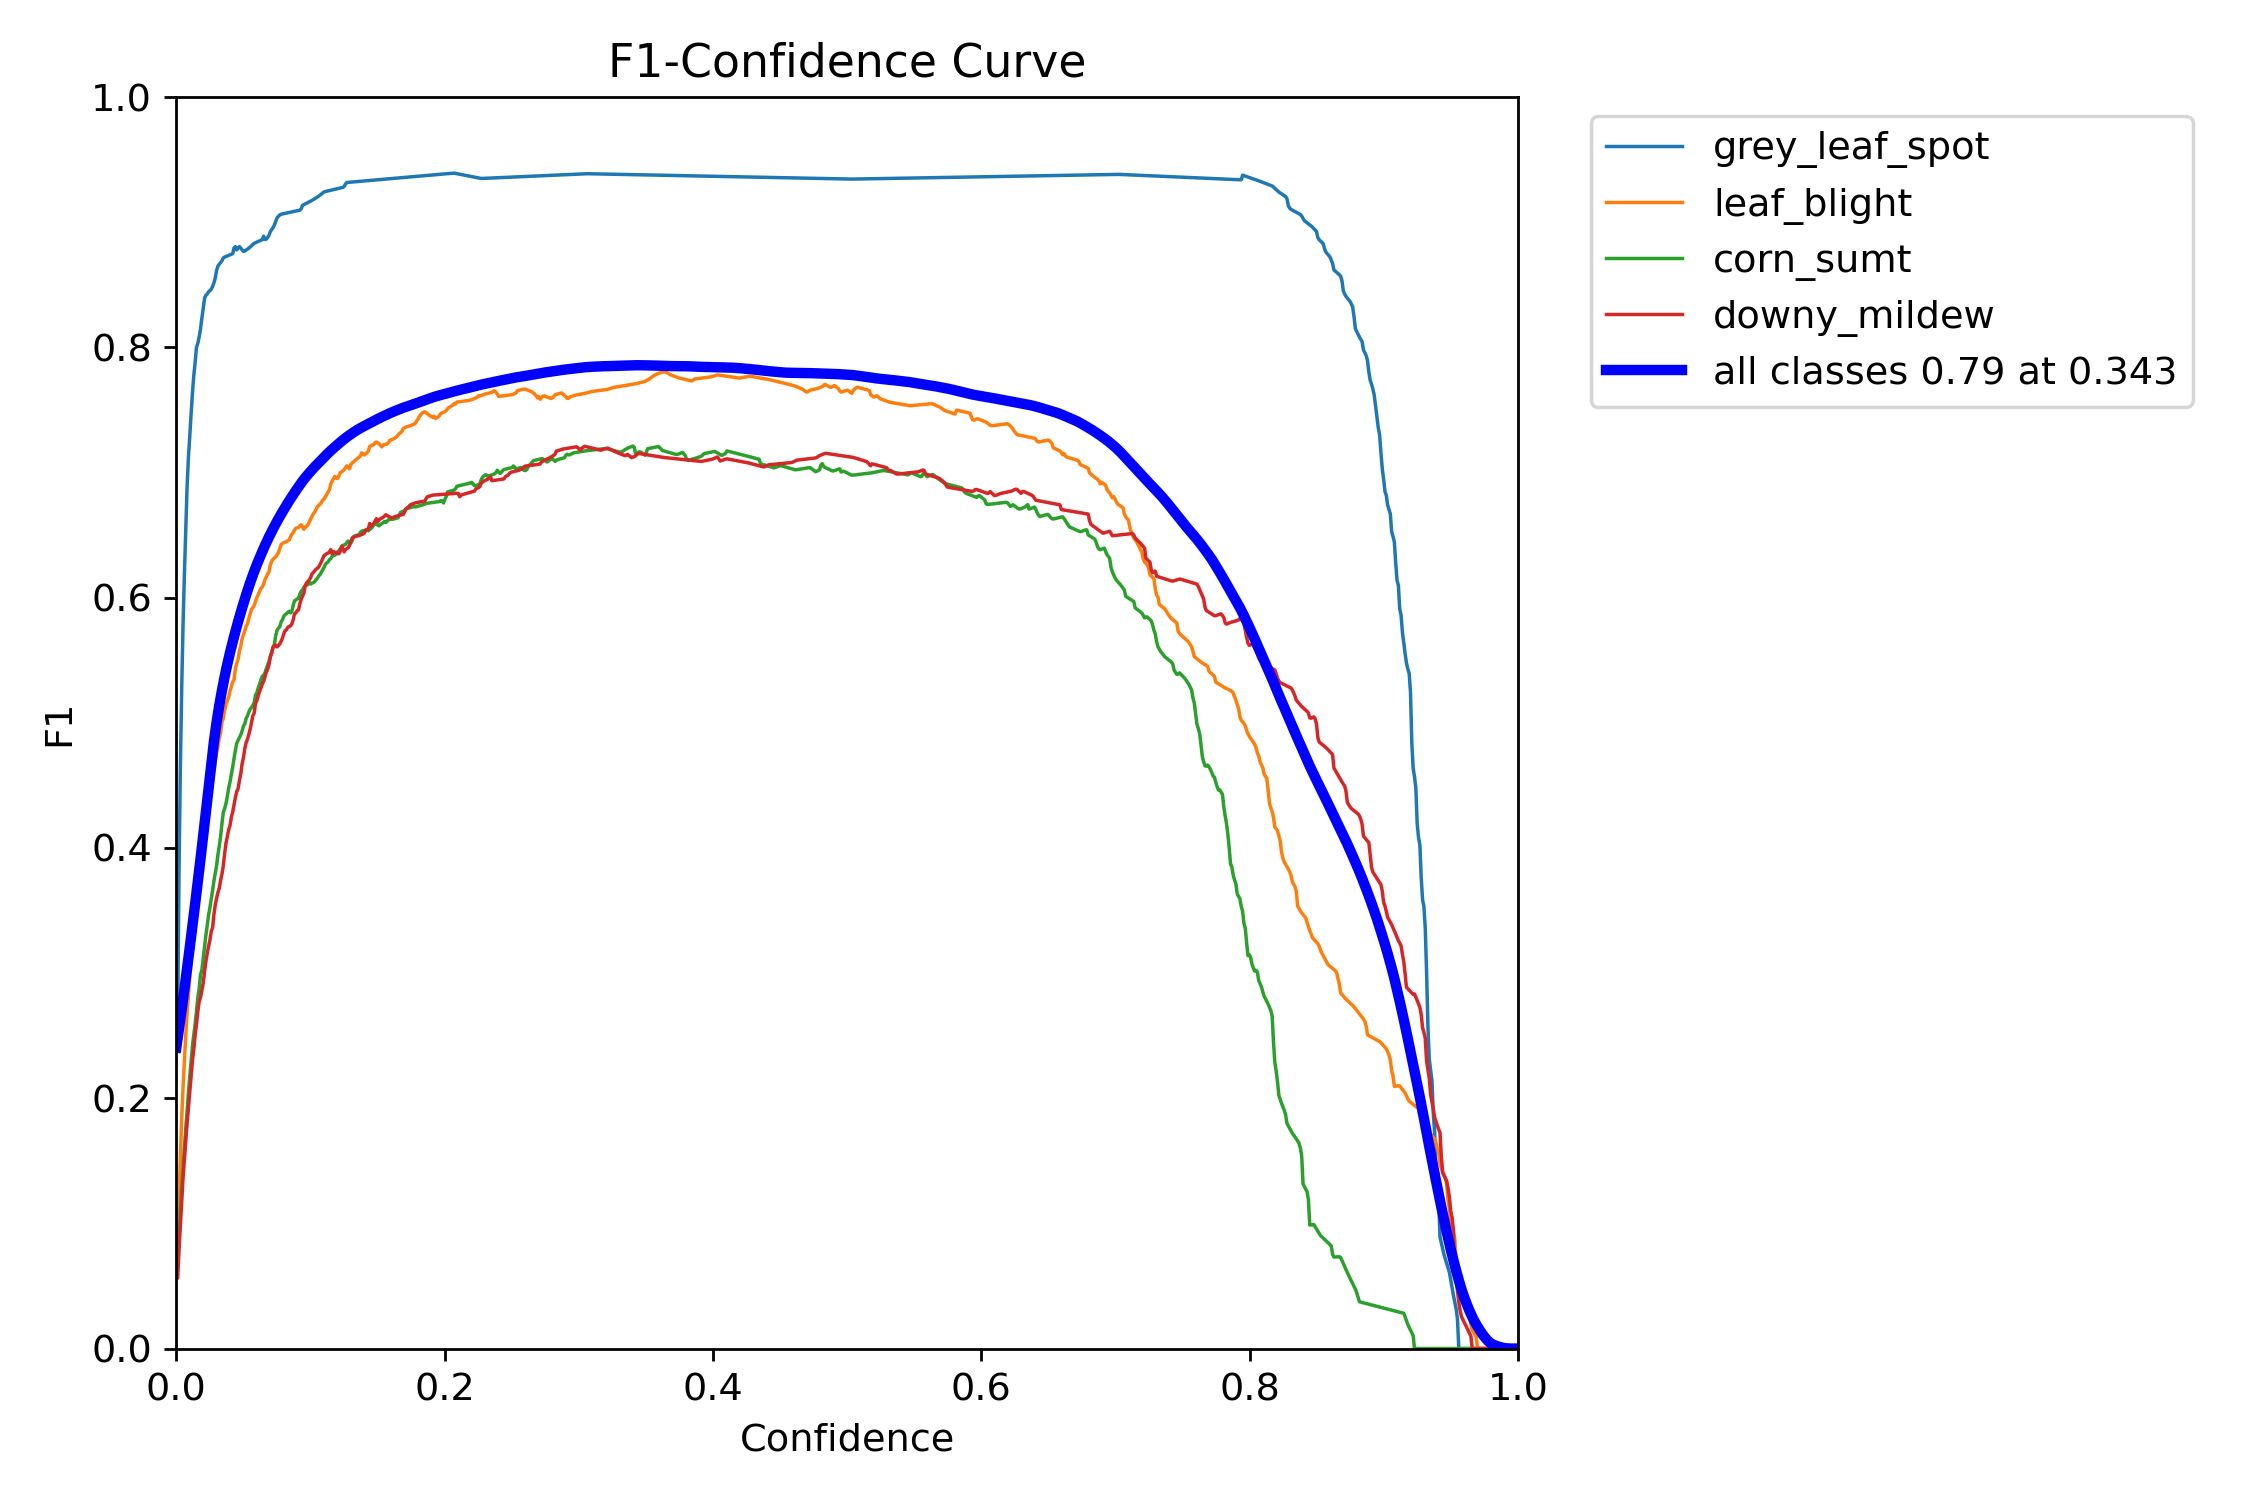 F1-Confidence Curve
1.0
0.8
0.6
0.4
0.2
0.0
F1
0.0 0.2 0.4 0.6 0.8 1.0
Confidence
grey_leaf_spot
leaf_blight
corn_sumt
downy_mildew
all classes 0.79 at 0.343